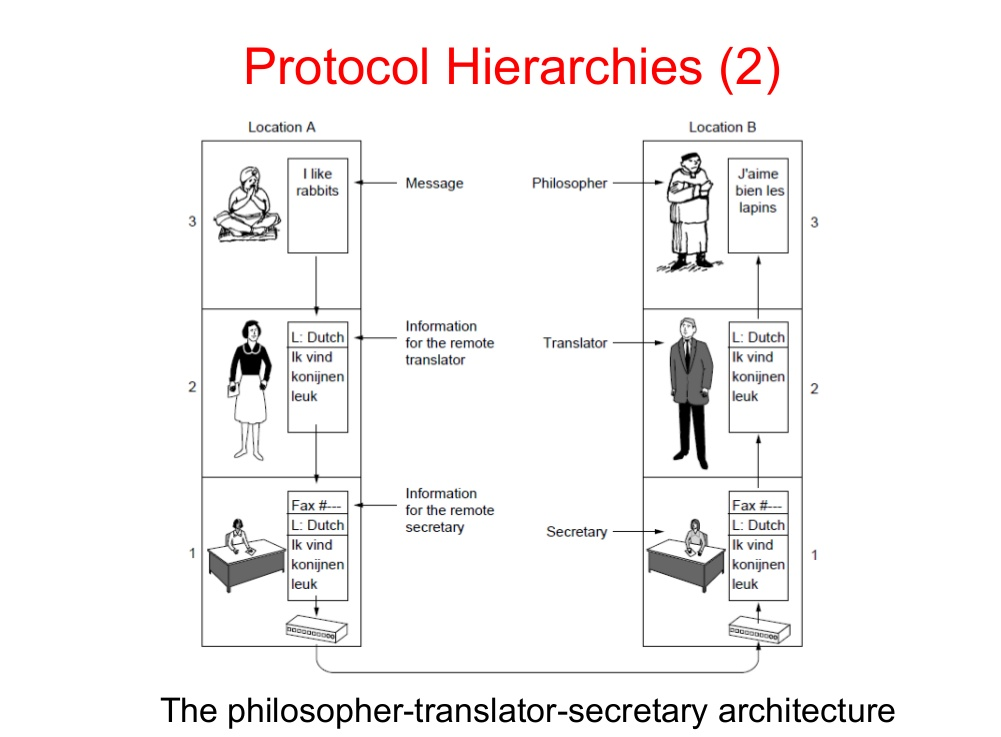 Protocol Hierarchies (2)
Location A
Location B
I like
rabbits
Message
Philosopher
J'aime
bien les
lapins
3
3
L: Dutch
Ik vind
konijnen
leuk
Information
for the remote
translator
Translator
L: Dutch
Ik vind
konijnen
leuk
2
2
Fax #---
L: Dutch
Ik vind
konijnen
leuk
Information
for the remote
secretary
Secretary
Fax #---
L: Dutch
Ik vind
konijnen
leuk
1
1
The philosopher-translator-secretary architecture